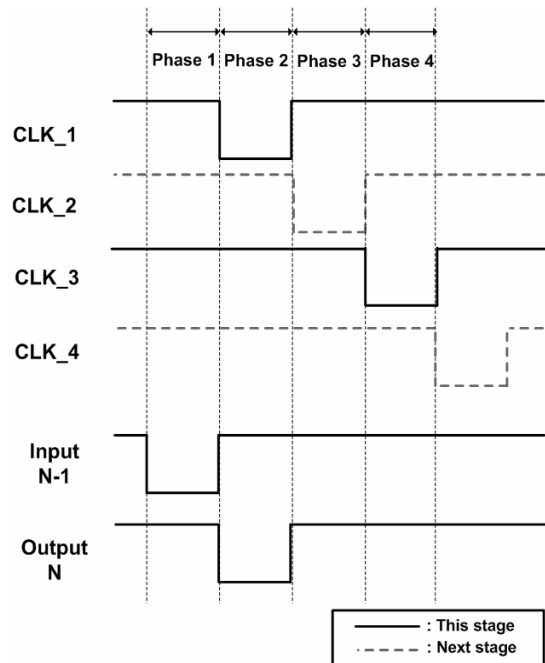 Phase 1 Phase 2 Phase 3 Phase 4
CLK_1
CLK_2
CLK_3
CLK_4
Input
N-1
Output
N
: This stage
: Next stage